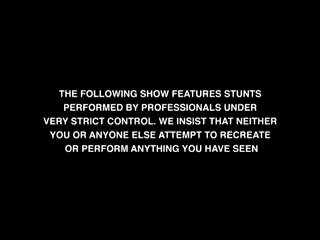 THE FOLLOWING SHOW FEATURES STUNTS
PERFORMED BY PROFESSIONALS UNDER
VERY STRICT CONTROL. WE INSIST THAT NEITHER
YOU OR ANYONE ELSE ATTEMPT TO RECREATE
OR PERFORM ANYTHING YOU HAVE SEEN